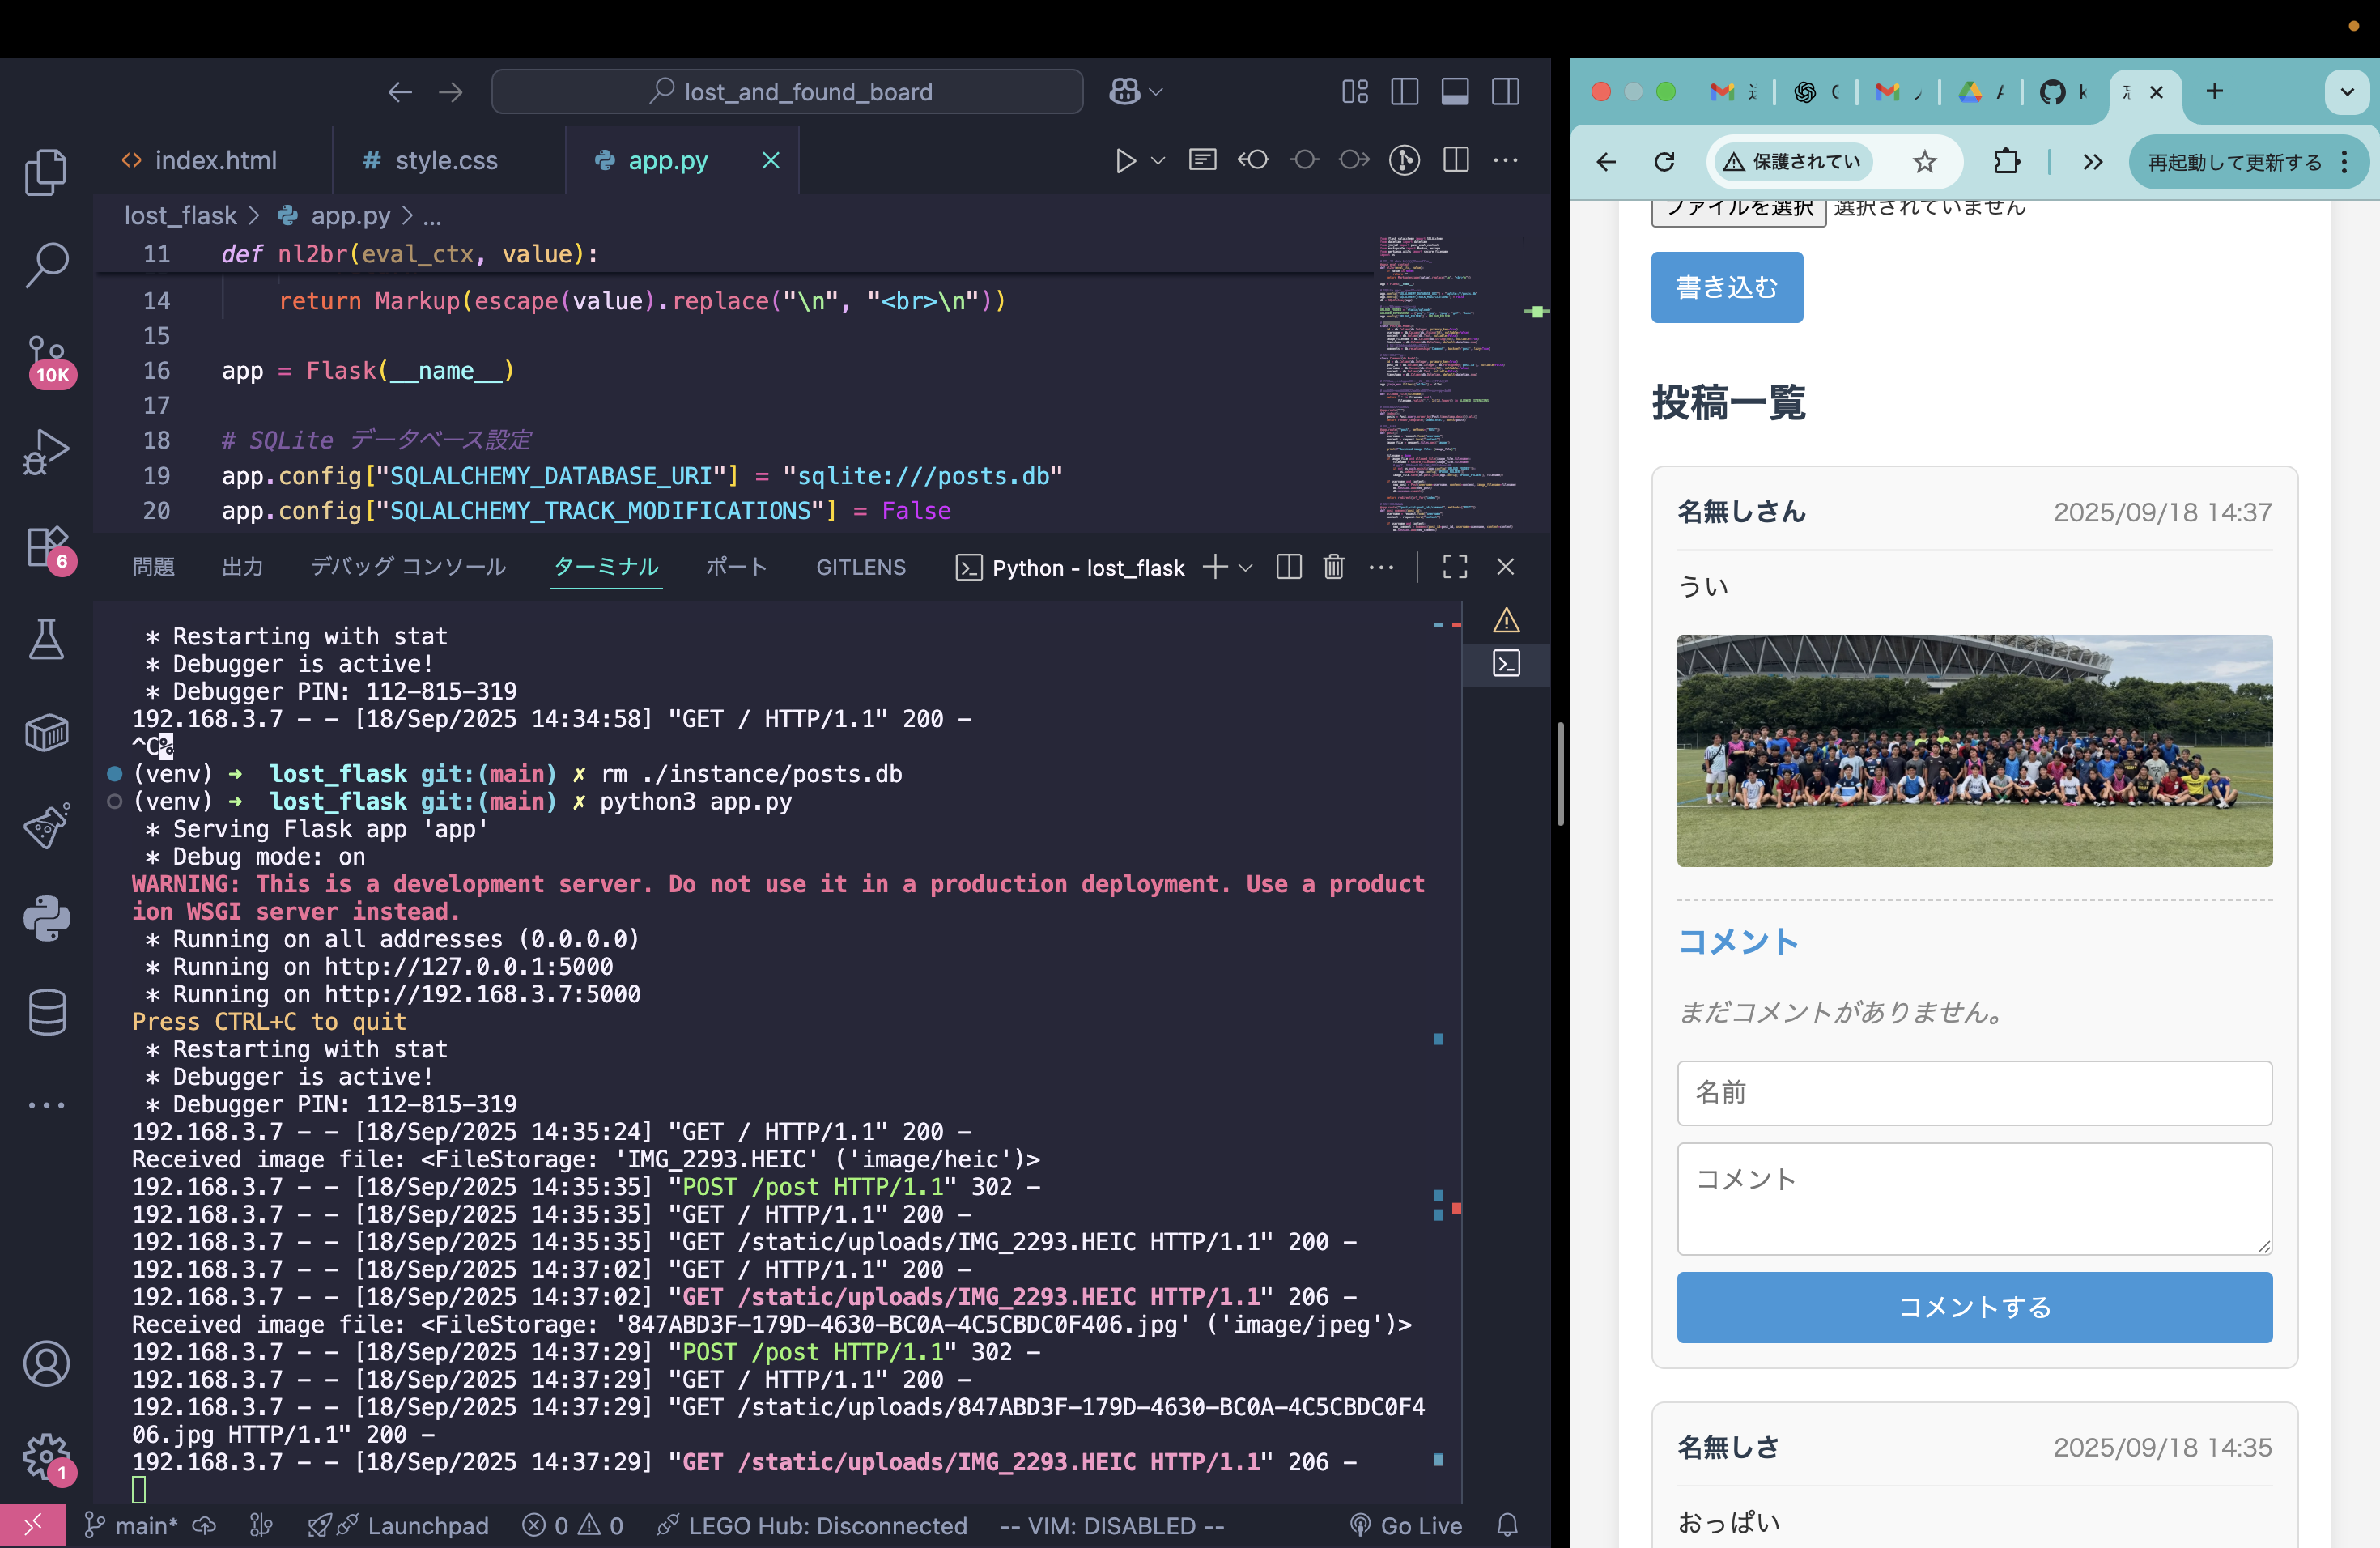 lost_and_found_board
index.html
style.css
app.py
lost_flask > app.py > ...
11 def nl2br(eval_ctx, value):
14 return Markup(escape(value).replace("\n", "<br>\n"))
15
16 app = Flask(__name__)
17
18 # SQLite データベース設定
19 app.config["SQLALCHEMY_DATABASE_URI"] = "sqlite:///posts.db"
20 app.config["SQLALCHEMY_TRACK_MODIFICATIONS"] = False
10K
6
1
問題 出力 デバッグ コンソール ターミナル ポート GITLENS Python - lost_flask
* Restarting with stat
* Debugger is active!
* Debugger PIN: 112-815-319
192.168.3.7 - - [18/Sep/2025 14:34:58] "GET / HTTP/1.1" 200 -
^C%
(venv) ➜ lost_flask git:(main) ✗ rm ./instance/posts.db
(venv) ➜ lost_flask git:(main) ✗ python3 app.py
* Serving Flask app 'app'
* Debug mode: on
WARNING: This is a development server. Do not use it in a production deployment. Use a product
ion WSGI server instead.
* Running on all addresses (0.0.0.0)
* Running on http://127.0.0.1:5000
* Running on http://192.168.3.7:5000
Press CTRL+C to quit
* Restarting with stat
* Debugger is active!
* Debugger PIN: 112-815-319
192.168.3.7 - - [18/Sep/2025 14:35:24] "GET / HTTP/1.1" 200 -
Received image file: <FileStorage: 'IMG_2293.HEIC' ('image/heic')>
192.168.3.7 - - [18/Sep/2025 14:35:35] "POST /post HTTP/1.1" 302 -
192.168.3.7 - - [18/Sep/2025 14:35:35] "GET / HTTP/1.1" 200 -
192.168.3.7 - - [18/Sep/2025 14:35:35] "GET /static/uploads/IMG_2293.HEIC HTTP/1.1" 200 -
192.168.3.7 - - [18/Sep/2025 14:37:02] "GET / HTTP/1.1" 200 -
192.168.3.7 - - [18/Sep/2025 14:37:02] "GET /static/uploads/IMG_2293.HEIC HTTP/1.1" 206 -
Received image file: <FileStorage: '847ABD3F-179D-4630-BC0A-4C5CBDC0F406.jpg' ('image/jpeg')>
192.168.3.7 - - [18/Sep/2025 14:37:29] "POST /post HTTP/1.1" 302 -
192.168.3.7 - - [18/Sep/2025 14:37:29] "GET / HTTP/1.1" 200 -
192.168.3.7 - - [18/Sep/2025 14:37:29] "GET /static/uploads/847ABD3F-179D-4630-BC0A-4C5CBDC0F4
06.jpg HTTP/1.1" 200 -
192.168.3.7 - - [18/Sep/2025 14:37:29] "GET /static/uploads/IMG_2293.HEIC HTTP/1.1" 206 -
main* Launchpad 0 0 LEGO Hub: Disconnected -- VIM: DISABLED -- Go Live
保護されてい
再起動して更新する
ファイルを選択 選択されていません
書き込む
投稿一覧
名無しさん 2025/09/18 14:37
うい
コメント
まだコメントがありません。
名前
コメント
コメントする
名無しさ 2025/09/18 14:35
おっぱい